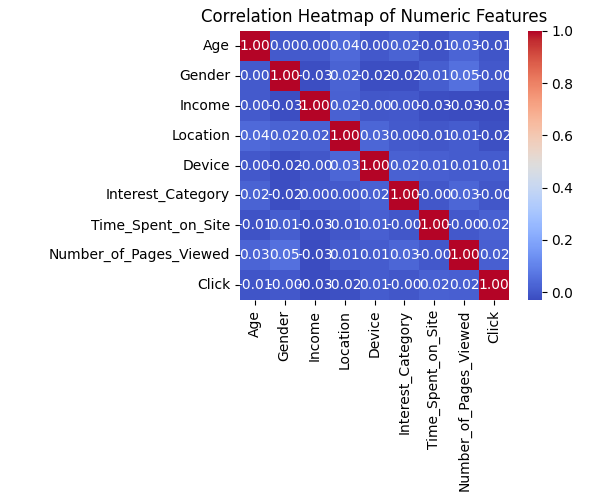 Correlation Heatmap of Numeric Features
Age 1.00 0.00 0.00 0.04 0.00 0.02 -0.01 0.03 -0.01
Gender 0.00 1.00 -0.03 0.02 -0.02 -0.02 0.01 0.05 -0.00
Income 0.00 -0.03 1.00 0.02 -0.00 0.00 -0.03 -0.03 -0.03
Location 0.04 0.02 0.02 1.00 0.03 0.00 -0.01 0.01 -0.02
Device 0.00 -0.02 -0.00 0.03 1.00 0.02 0.01 0.01 0.01
Interest_Category 0.02 -0.02 0.00 0.00 0.02 1.00 -0.00 0.03 -0.00
Time_Spent_on_Site -0.01 0.01 -0.03 -0.01 0.01 -0.00 1.00 -0.00 0.02
Number_of_Pages_Viewed 0.03 0.05 -0.03 0.01 0.01 0.03 -0.00 1.00 0.02
Click -0.01 -0.00 -0.03 -0.02 0.01 -0.00 0.02 0.02 1.00
Age
Gender
Income
Location
Device
Interest_Category
Time_Spent_on_Site
Number_of_Pages_Viewed
Click
1.0
0.8
0.6
0.4
0.2
0.0